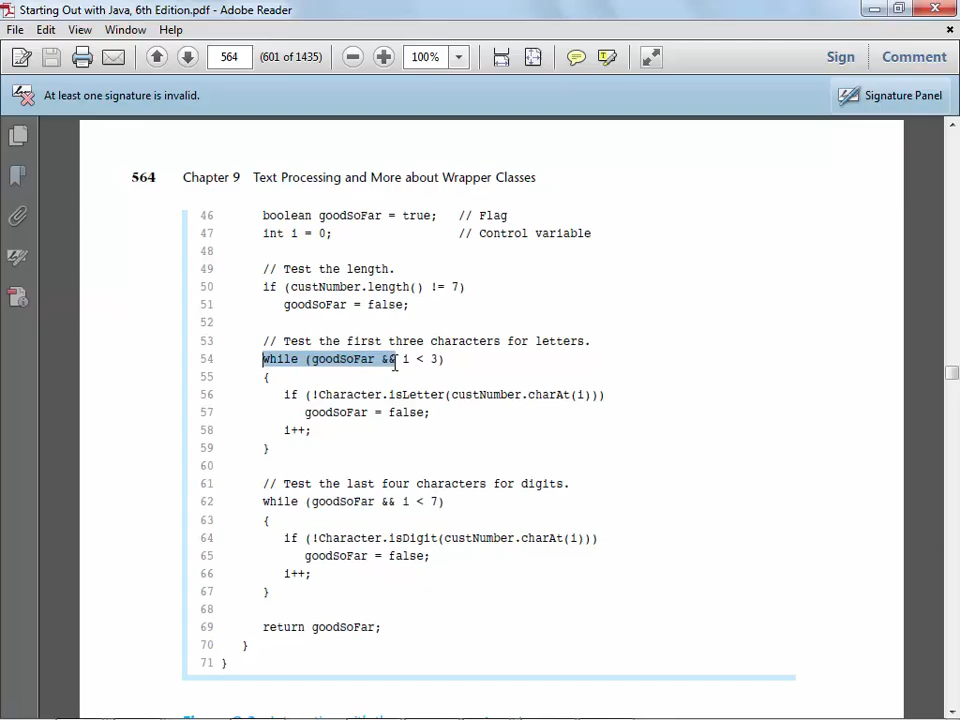 Starting Out with Java, 6th Edition.pdf - Adobe Reader
File Edit View Window Help
564 (601 of 1435) 100% Sign Comment
At least one signature is invalid. Signature Panel
564 Chapter 9 Text Processing and More about Wrapper Classes
46 boolean goodSoFar = true; // Flag
47 int i = 0; // Control variable
48
49 // Test the length.
50 if (custNumber.length() != 7)
51 goodSoFar = false;
52
53 // Test the first three characters for letters.
54 while (goodSoFar && i < 3)
55 {
56 if (!Character.isLetter(custNumber.charAt(i)))
57 goodSoFar = false;
58 i++;
59 }
60
61 // Test the last four characters for digits.
62 while (goodSoFar && i < 7)
63 {
64 if (!Character.isDigit(custNumber.charAt(i)))
65 goodSoFar = false;
66 i++;
67 }
68
69 return goodSoFar;
70 }
71 }